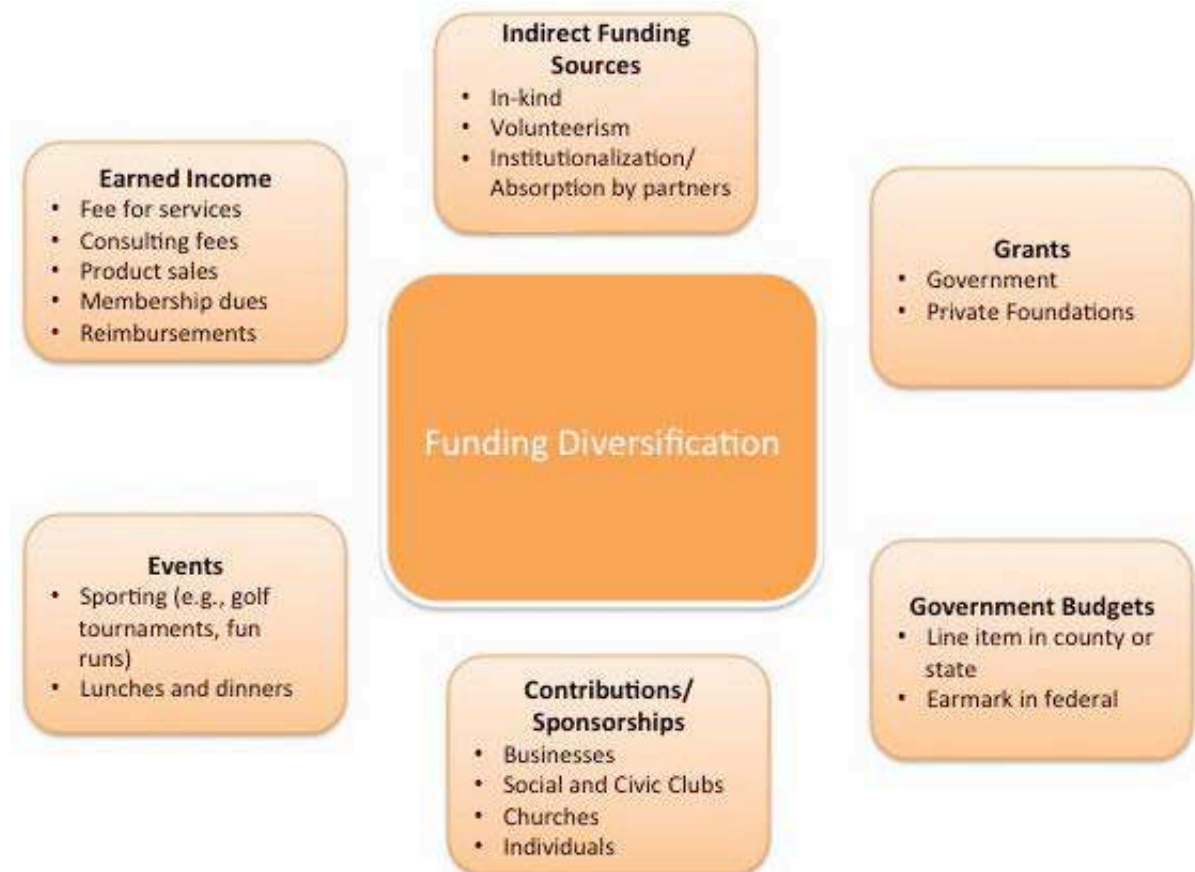 Indirect Funding
Sources
• In-kind
• Volunteerism
• Institutionalization/
Absorption by partners
Earned Income
• Fee for services
• Consulting fees
• Product sales
• Membership dues
• Reimbursements
Grants
• Government
• Private Foundations
Funding Diversification
Events
• Sporting (e.g., golf
tournaments, fun
runs)
• Lunches and dinners
Government Budgets
• Line item in county or
state
• Earmark in federal
Contributions/
Sponsorships
• Businesses
• Social and Civic Clubs
• Churches
• Individuals